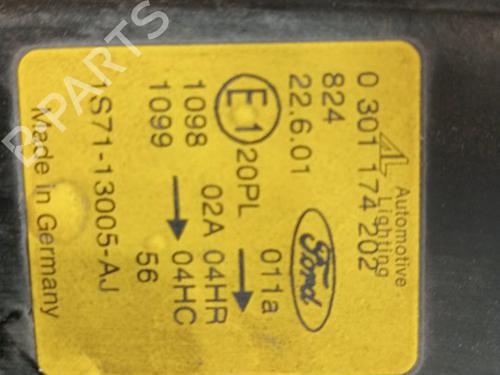 Automotive
Lighting
0 301 174 202
824
22.6.01
Ford
E1
20PL
011a
1098
02A 04HR
1099
04HC
56
1S71-13005-AJ
Made in Germany
B-PARTS